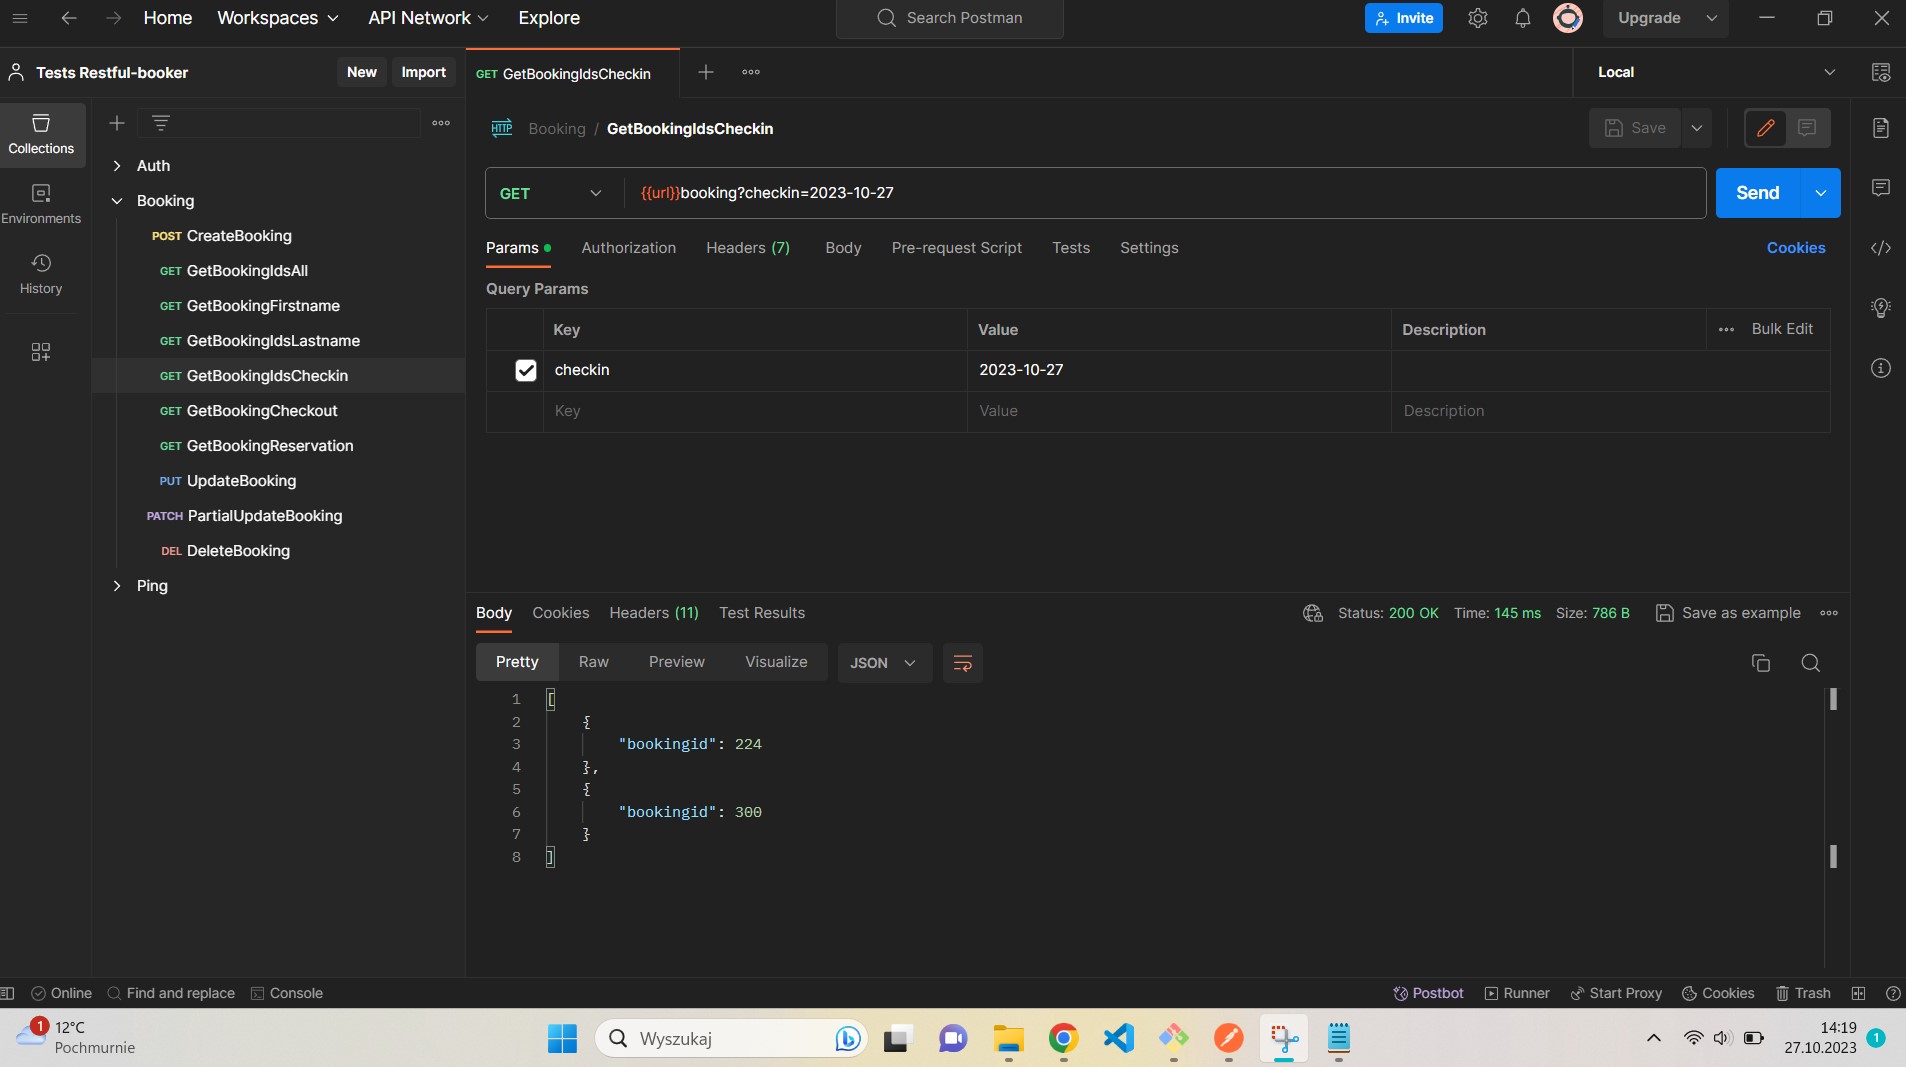 Home Workspaces API Network Explore Search Postman Invite Upgrade
Tests Restful-booker New Import GET GetBookingIdsCheckin Local
Collections
Environments
History
Auth
Booking
POST CreateBooking
GET GetBookingIdsAll
GET GetBookingFirstname
GET GetBookingIdsLastname
GET GetBookingIdsCheckin
GET GetBookingCheckout
GET GetBookingReservation
PUT UpdateBooking
PATCH PartialUpdateBooking
DEL DeleteBooking
Ping
HTTP Booking / GetBookingIdsCheckin Save
GET {{url}}booking?checkin=2023-10-27 Send
Params Authorization Headers (7) Body Pre-request Script Tests Settings Cookies
Query Params
Key Value Description Bulk Edit
checkin 2023-10-27
Key Value Description
Body Cookies Headers (11) Test Results Status: 200 OK Time: 145 ms Size: 786 B Save as example
Pretty Raw Preview Visualize JSON
1 [
2 {
3 "bookingid": 224
4 },
5 {
6 "bookingid": 300
7 }
8 ]
Online Find and replace Console Postbot Runner Start Proxy Cookies Trash
1 12°C
Pochmurnie
Wyszukaj
14:19
27.10.2023
1